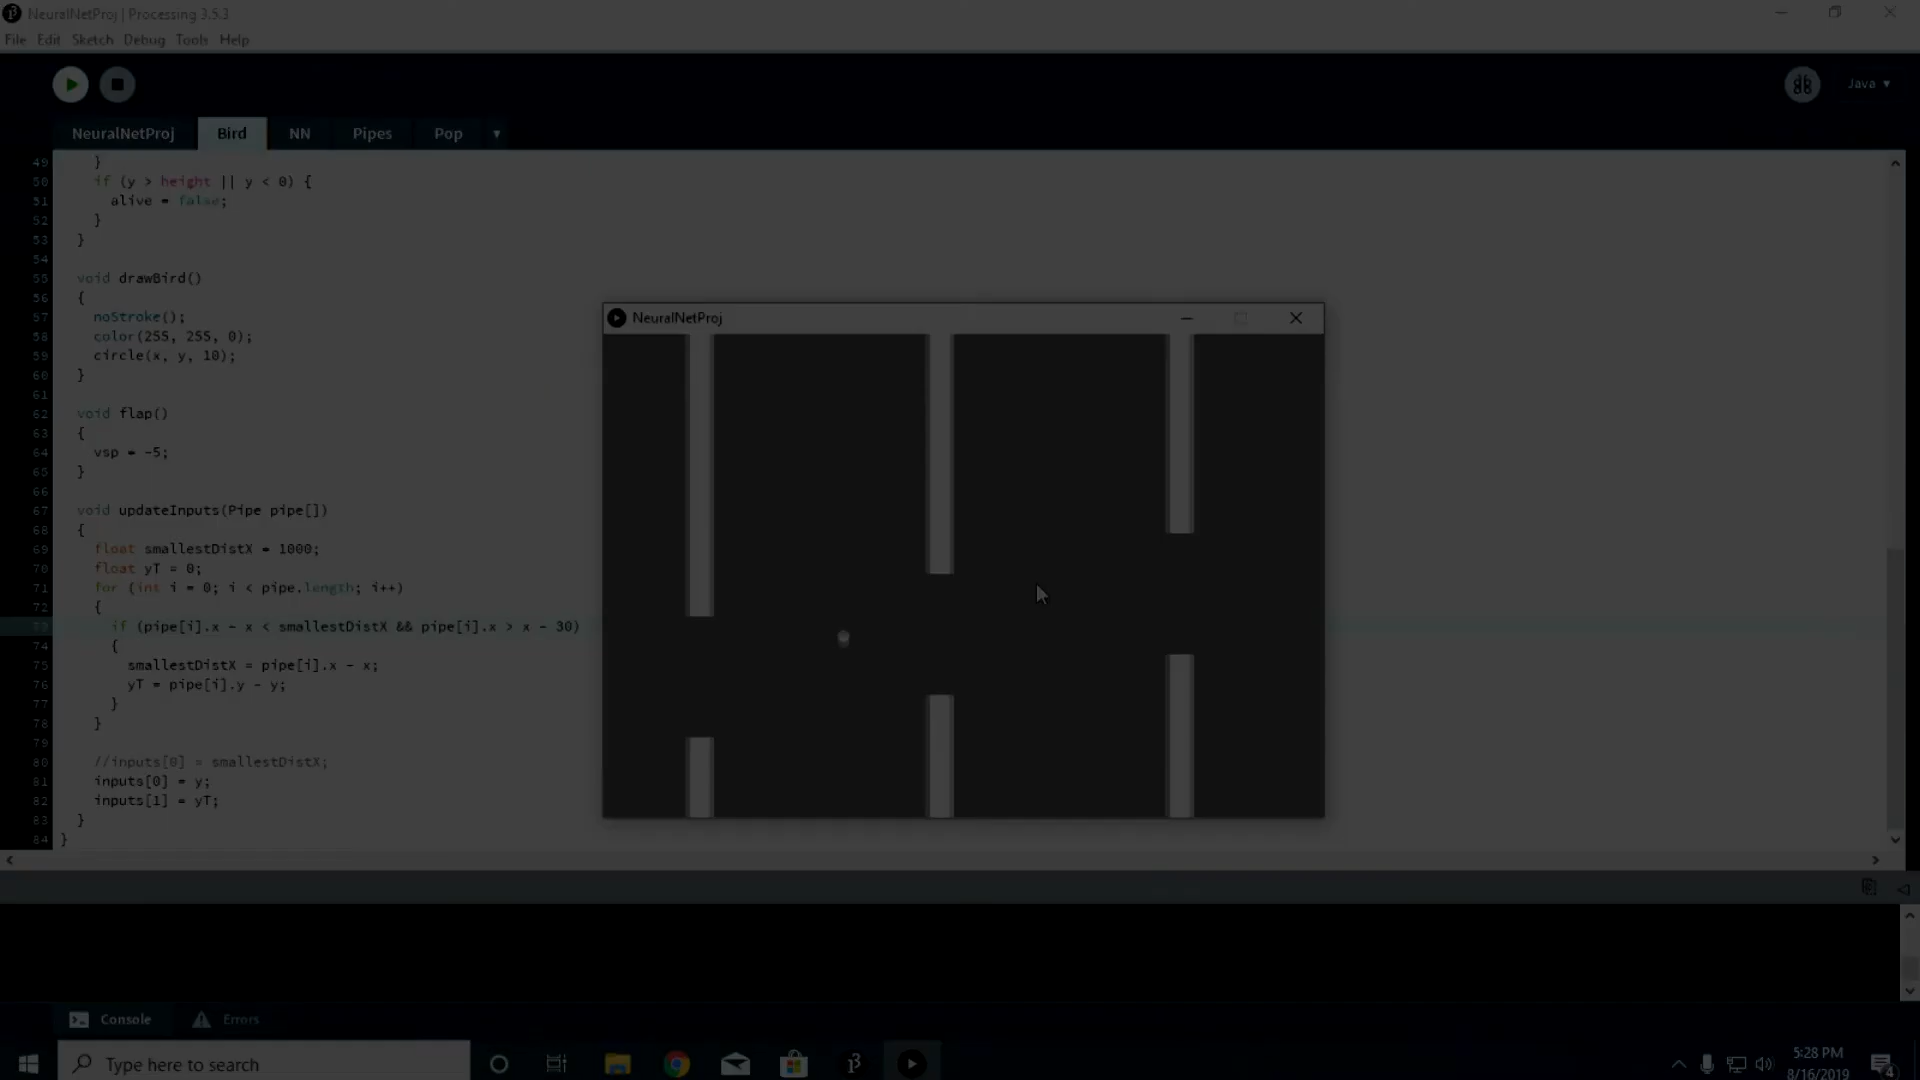 NeuralNetProj | Processing 3.5.3
File Edit Sketch Debug Tools Help
Java ▾
NeuralNetProj Bird NN Pipes Pop ▾
49 }
50 if (y > height || y < 0) {
51 alive = false;
52 }
53 }
54
55 void drawBird()
56 {
57 noStroke();
58 color(255, 255, 0);
59 circle(x, y, 10);
60 }
61
62 void flap()
63 {
64 vsp = -5;
65 }
66
67 void updateInputs(Pipe pipe[])
68 {
69 float smallestDistX = 1000;
70 float yT = 0;
71 for (int i = 0; i < pipe.length; i++)
72 {
73 if (pipe[i].x - x < smallestDistX && pipe[i].x > x - 30)
74 {
75 smallestDistX = pipe[i].x - x;
76 yT = pipe[i].y - y;
77 }
78 }
79
80 //inputs[0] = smallestDistX;
81 inputs[0] = y;
82 inputs[1] = yT;
83 }
84 }
NeuralNetProj
Console Errors
Type here to search
5:28 PM
8/16/2019
4